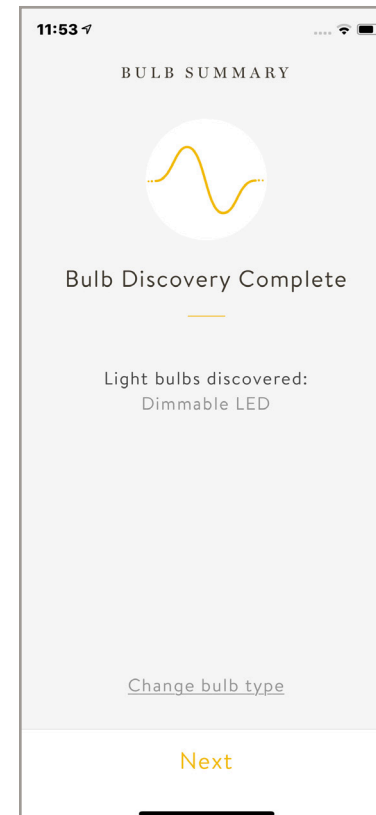 11:53
BULB SUMMARY
Bulb Discovery Complete
Light bulbs discovered:
Dimmable LED
Change bulb type
Next